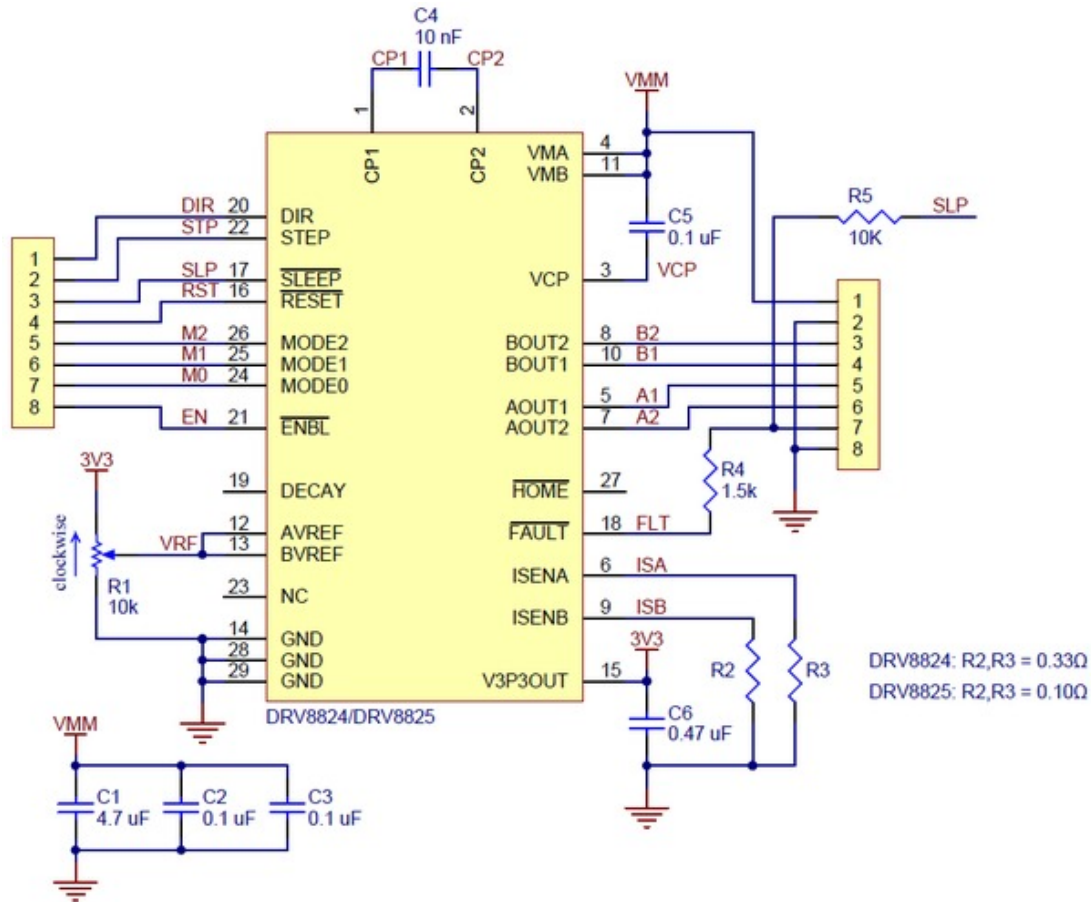 C4
10 nF
CP1
CP2
1
2
CP1
CP2
VMM
VMA
4
VMB
11
C5
0.1 uF
VCP
3
VCP
R5
10K
SLP
DIR
20
DIR
STP
22
STEP
SLP
17
SLEEP
RST
16
RESET
M2
26
MODE2
M1
25
MODE1
M0
24
MODE0
EN
21
ENBL
1
2
3
4
5
6
7
8
BOUT2
8
B2
BOUT1
10
B1
AOUT1
5
A1
AOUT2
7
A2
1
2
3
4
5
6
7
8
3V3
clockwise
R1
10k
VRF
19
DECAY
12
AVREF
13
BVREF
23
NC
14
GND
28
GND
29
GND
HOME
27
R4
1.5k
FAULT
18
FLT
ISENA
6
ISA
ISENB
9
ISB
3V3
V3P3OUT
15
C6
0.47 uF
R2
R3
DRV8824: R2,R3 = 0.33Ω
DRV8825: R2,R3 = 0.10Ω
DRV8824/DRV8825
VMM
C1
4.7 uF
C2
0.1 uF
C3
0.1 uF